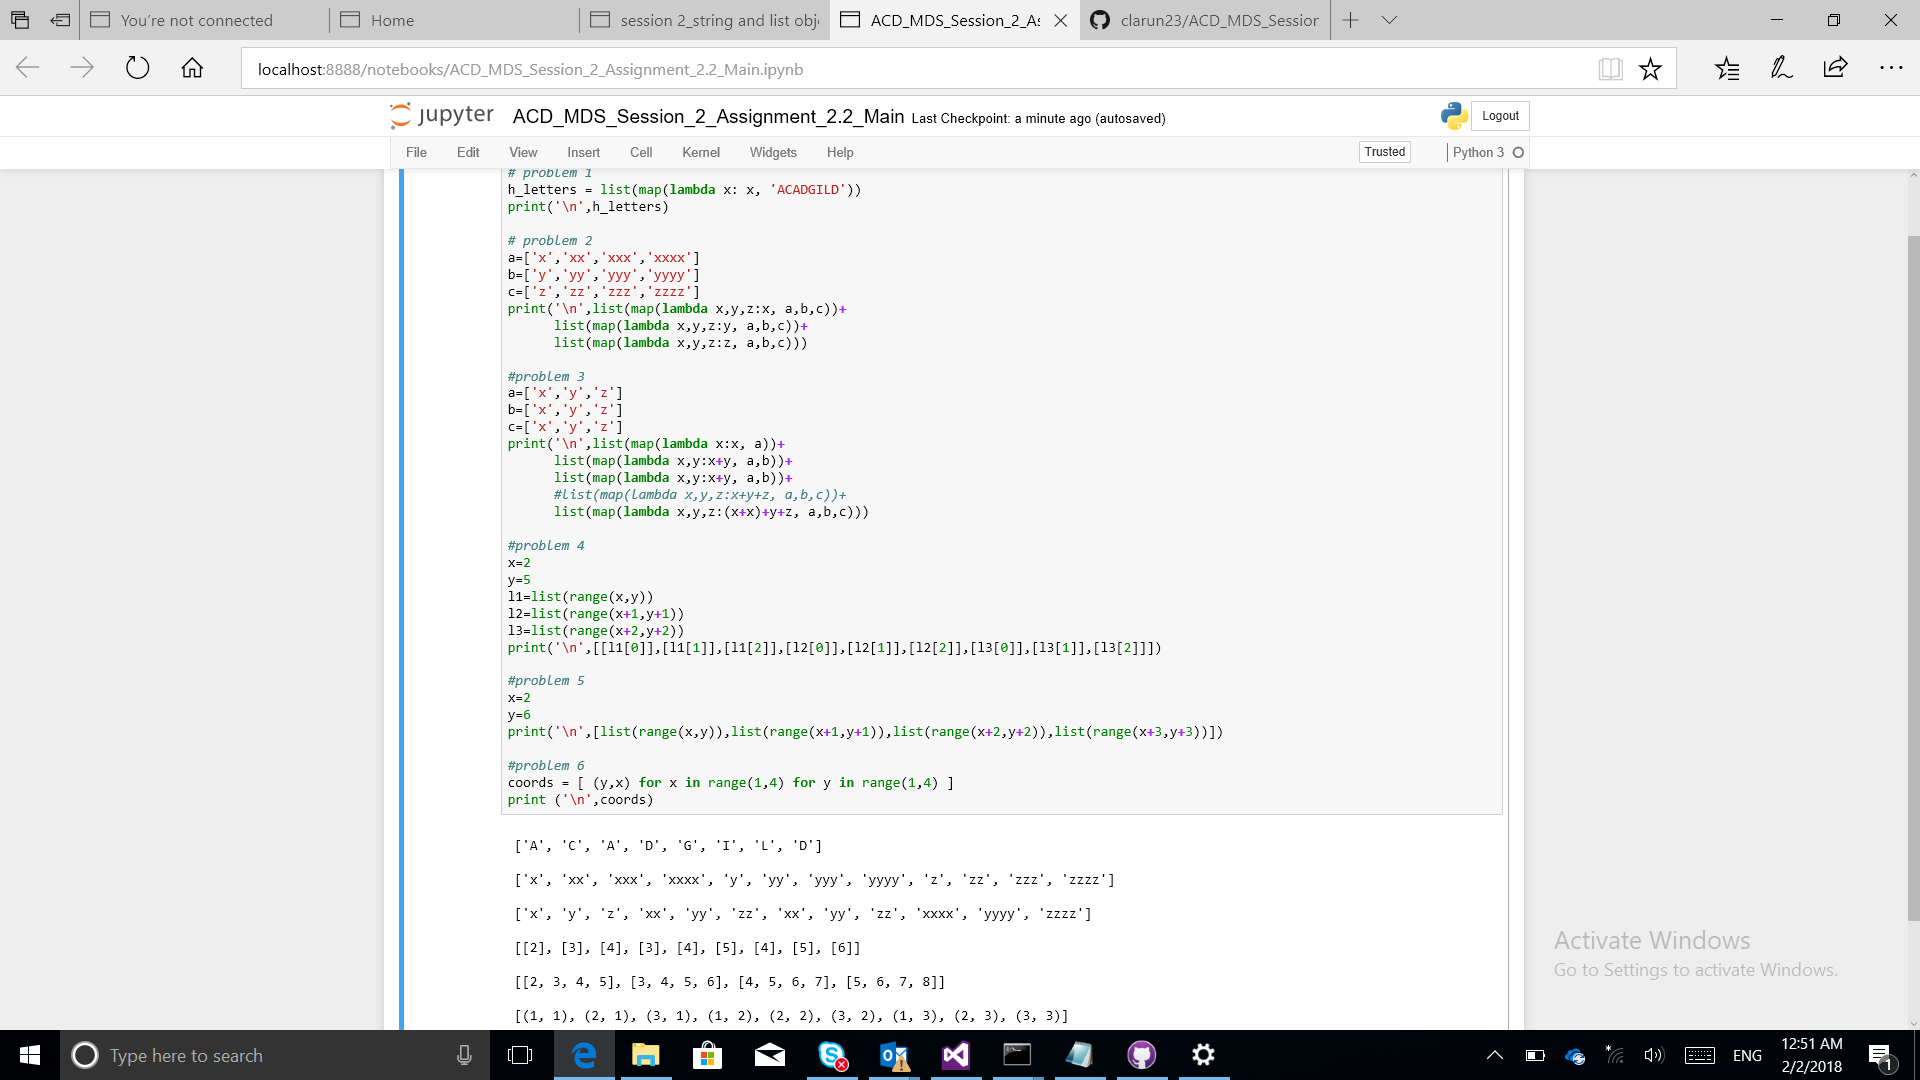 You're not connected
Home
session 2_string and list obj
ACD_MDS_Session_2_As
clarun23/ACD_MDS_Session
localhost:8888/notebooks/ACD_MDS_Session_2_Assignment_2.2_Main.ipynb
jupyter ACD_MDS_Session_2_Assignment_2.2_Main Last Checkpoint: a minute ago (autosaved)
Logout
File Edit View Insert Cell Kernel Widgets Help
Trusted
Python 3
# problem 1
h_letters = list(map(lambda x: x, 'ACADGILD'))
print('\n',h_letters)
# problem 2
a=['x','xx','xxx','xxxx']
b=['y','yy','yyy','yyyy']
c=['z','zz','zzz','zzzz']
print('\n',list(map(lambda x,y,z:x, a,b,c))+
list(map(lambda x,y,z:y, a,b,c))+
list(map(lambda x,y,z:z, a,b,c)))
#problem 3
a=['x','y','z']
b=['x','y','z']
c=['x','y','z']
print('\n',list(map(lambda x:x, a))+
list(map(lambda x,y:x+y, a,b))+
list(map(lambda x,y:x+y, a,b))+
#list(map(lambda x,y,z:x+y+z, a,b,c))+
list(map(lambda x,y,z:(x+x)+y+z, a,b,c)))
#problem 4
x=2
y=5
l1=list(range(x,y))
l2=list(range(x+1,y+1))
l3=list(range(x+2,y+2))
print('\n',[[l1[0]],[l1[1]],[l1[2]],[l2[0]],[l2[1]],[l2[2]],[l3[0]],[l3[1]],[l3[2]]])
#problem 5
x=2
y=6
print('\n',[list(range(x,y)),list(range(x+1,y+1)),list(range(x+2,y+2)),list(range(x+3,y+3))])
#problem 6
coords = [ (y,x) for x in range(1,4) for y in range(1,4) ]
print ('\n',coords)
['A', 'C', 'A', 'D', 'G', 'I', 'L', 'D']
['x', 'xx', 'xxx', 'xxxx', 'y', 'yy', 'yyy', 'yyyy', 'z', 'zz', 'zzz', 'zzzz']
['x', 'y', 'z', 'xx', 'yy', 'zz', 'xx', 'yy', 'zz', 'xxxx', 'yyyy', 'zzzz']
[[2], [3], [4], [3], [4], [5], [4], [5], [6]]
[[2, 3, 4, 5], [3, 4, 5, 6], [4, 5, 6, 7], [5, 6, 7, 8]]
[(1, 1), (2, 1), (3, 1), (1, 2), (2, 2), (3, 2), (1, 3), (2, 3), (3, 3)]
Activate Windows
Go to Settings to activate Windows.
Type here to search
ENG
12:51 AM
2/2/2018
1